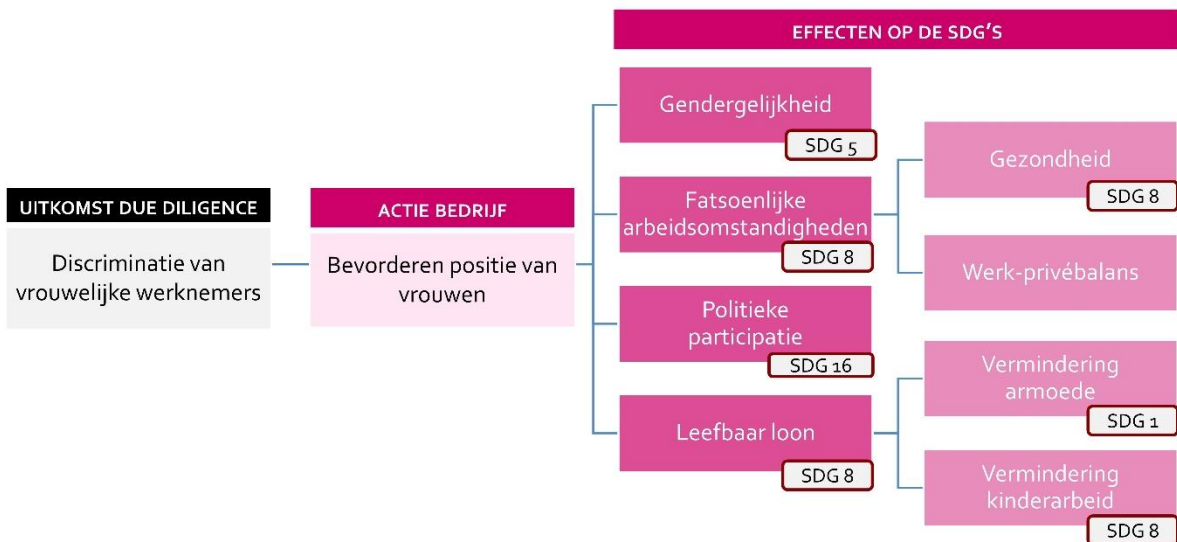 EFFECTEN OP DE SDG'S
Gendergelijkheid
SDG 5
Gezondheid
SDG 8
UITKOMST DUE DILIGENCE
ACTIE BEDRIJF
Fatsoenlijke
arbeidsomstandigheden
SDG 8
Discriminatie van
vrouwelijke werknemers
Bevorderen positie van
vrouwen
Werk-privébalans
Politieke
participatie
SDG 16
Vermindering
armoede
SDG 1
Leefbaar loon
SDG 8
Vermindering
kinderarbeid
SDG 8